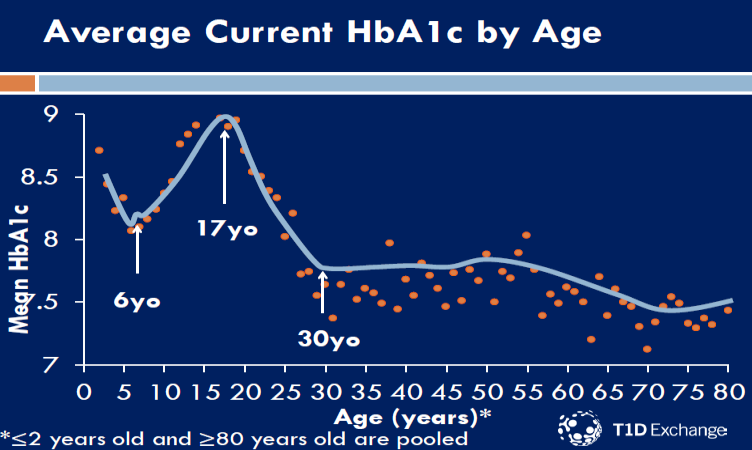 Average Current HbA1c by Age
9
8.5
8
7.5
7
Mean HbA1c
17yo
6yo
30yo
0 5 10 15 20 25 30 35 40 45 50 55 60 65 70 75 80
Age (years)*
*≤2 years old and ≥80 years old are pooled
T1D Exchange